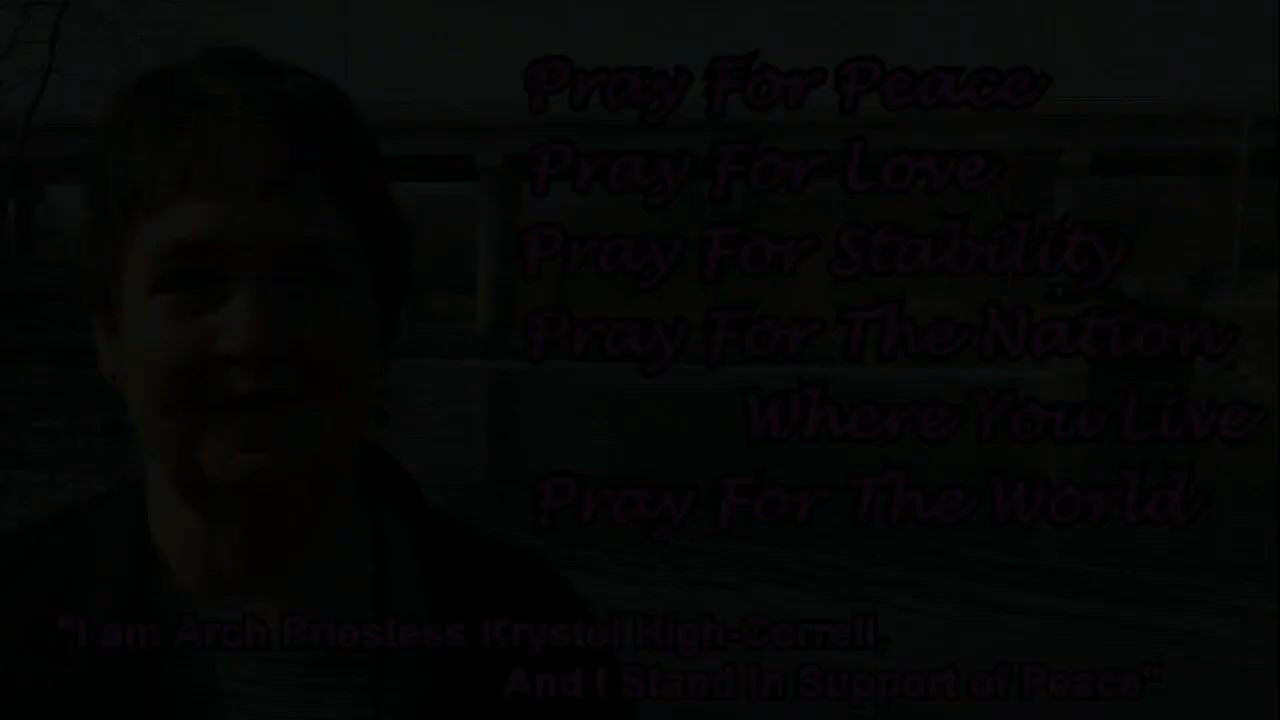 Pray For Peace
Pray For Love
Pray For Stability
Pray For The Nation
Where You Live
Pray For The World
"I am Arch Priestess Krystel High-Correll,
And I Stand in Support of Peace"